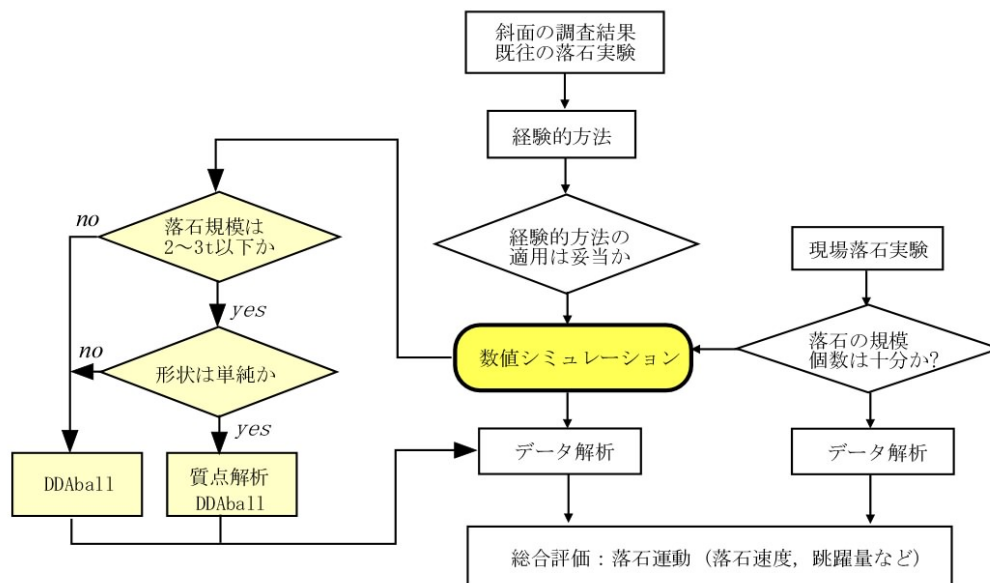 斜面の調査結果
既往の落石実験
経験的方法
no
落石規模は
2～3t以下か
経験的方法の
適用は妥当か
現場落石実験
yes
no
形状は単純か
数値シミュレーション
落石の規模
個数は十分か?
yes
DDAball
質点解析
DDAball
データ解析
データ解析
総合評価：落石運動（落石速度，跳躍量など）